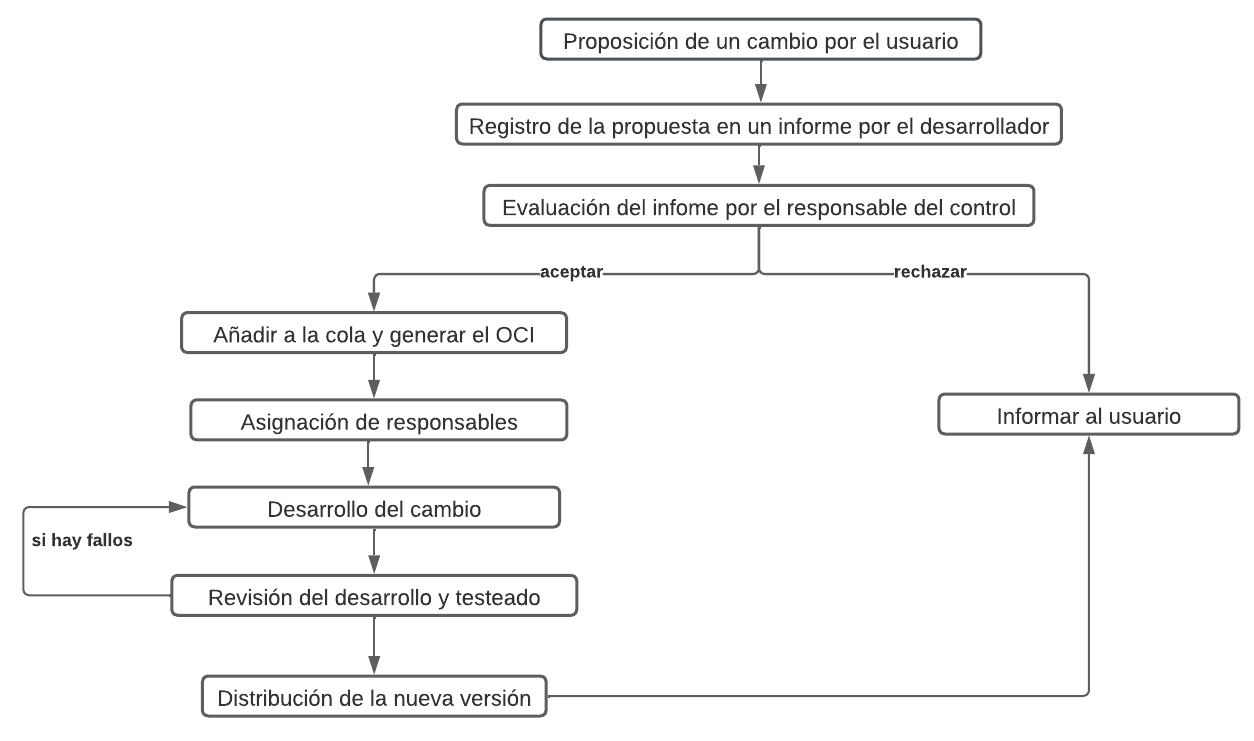 Proposición de un cambio por el usuario
Registro de la propuesta en un informe por el desarrollador
Evaluación del infome por el responsable del control
aceptar
rechazar
Añadir a la cola y generar el OCI
Asignación de responsables
Informar al usuario
Desarrollo del cambio
si hay fallos
Revisión del desarrollo y testeado
Distribución de la nueva versión